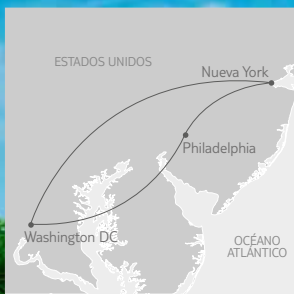 ESTADOS UNIDOS
Nueva York
Philadelphia
Washington DC
OCÉANO
ATLÁNTICO